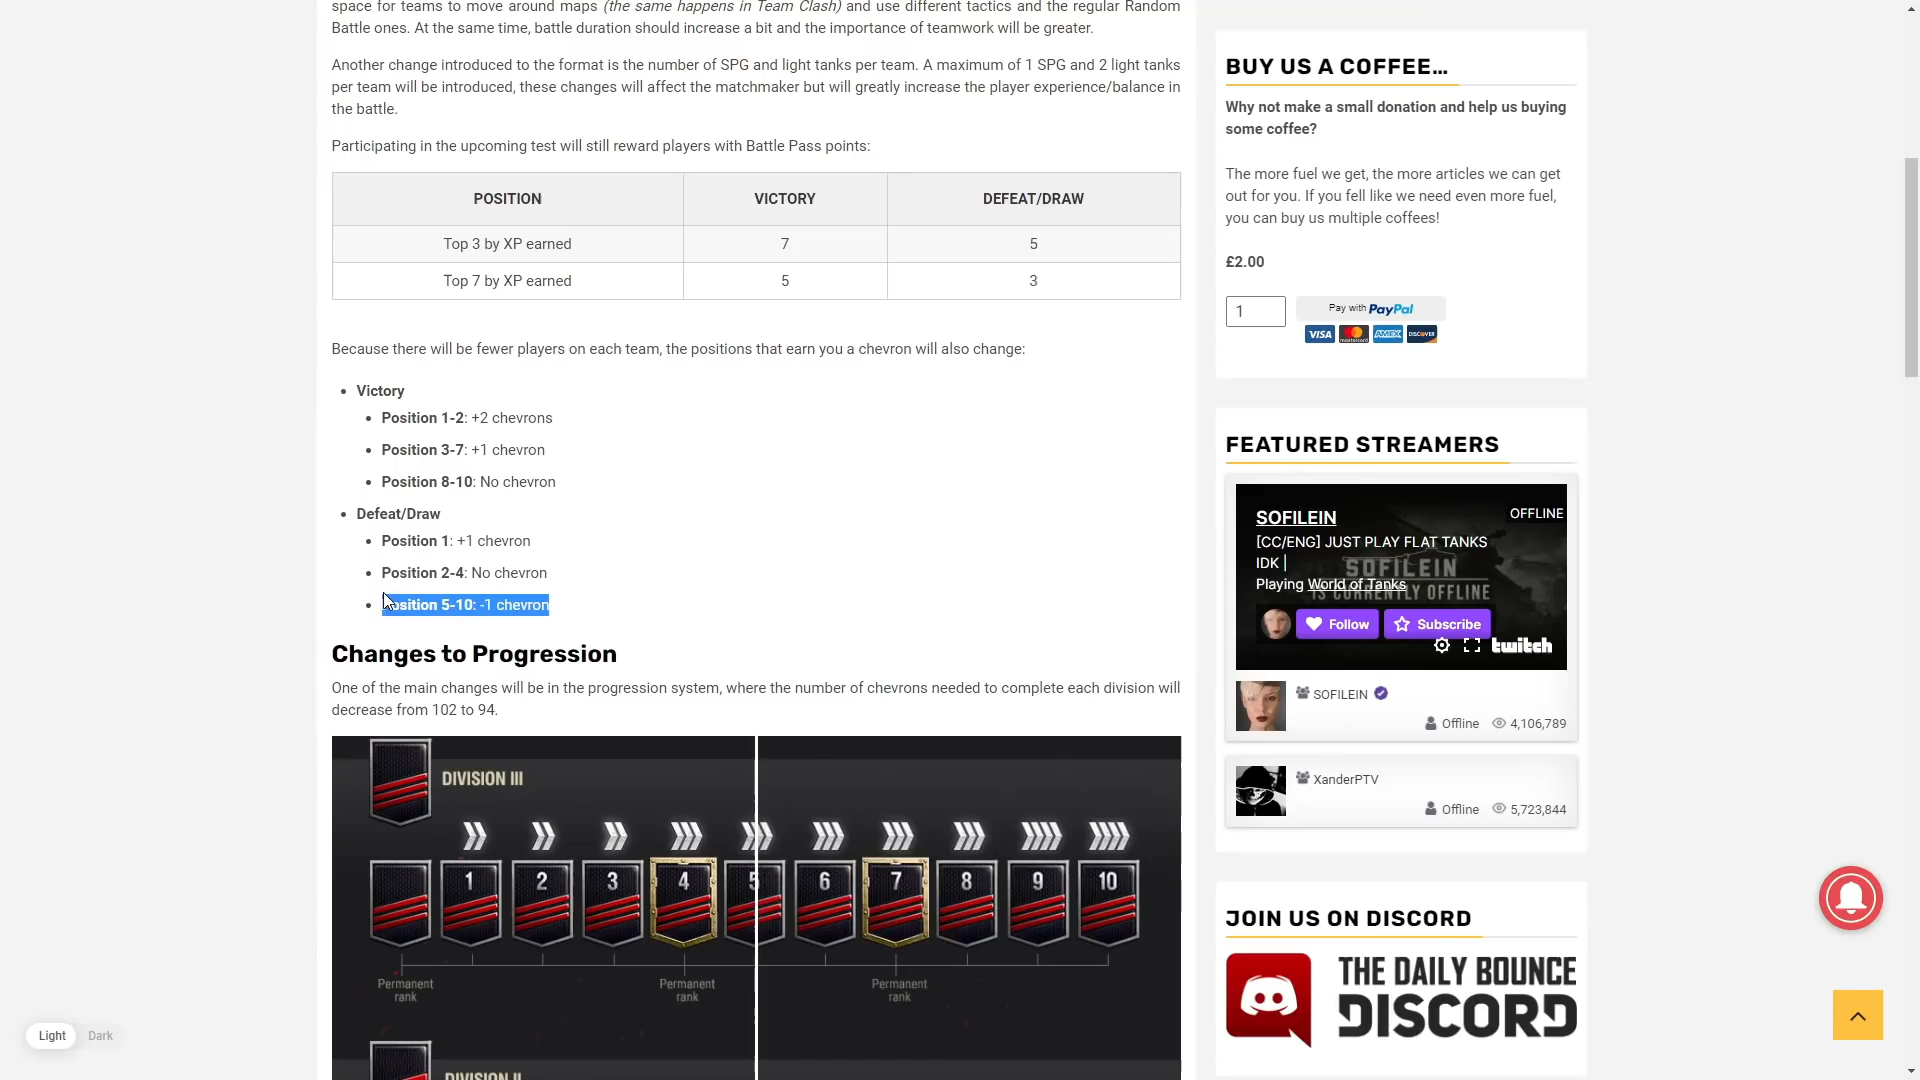 space for teams to move around maps (the same happens in Team Clash) and use different tactics and the regular Random
Battle ones. At the same time, battle duration should increase a bit and the importance of teamwork will be greater.
Another change introduced to the format is the number of SPG and light tanks per team. A maximum of 1 SPG and 2 light tanks
per team will be introduced, these changes will affect the matchmaker but will greatly increase the player experience/balance in
the battle.
Participating in the upcoming test will still reward players with Battle Pass points:
POSITION VICTORY DEFEAT/DRAW
Top 3 by XP earned 7 5
Top 7 by XP earned 5 3
Because there will be fewer players on each team, the positions that earn you a chevron will also change:
Victory
Position 1-2: +2 chevrons
Position 3-7: +1 chevron
Position 8-10: No chevron
Defeat/Draw
Position 1: +1 chevron
Position 2-4: No chevron
Position 5-10: -1 chevron
Changes to Progression
One of the main changes will be in the progression system, where the number of chevrons needed to complete each division will
decrease from 102 to 94.
DIVISION III
1 2 3 4 5 6 7 8 9 10
Permanent rank Permanent rank Permanent rank
DIVISION II
BUY US A COFFEE...
Why not make a small donation and help us buying
some coffee?
The more fuel we get, the more articles we can get
out for you. If you fell like we need even more fuel,
you can buy us multiple coffees!
£2.00
1 Pay with PayPal
VISA mastercard AMEX DISCOVER
FEATURED STREAMERS
SOFILEIN OFFLINE
[CC/ENG] JUST PLAY FLAT TANKS
IDK |
SOFILEIN
Playing World of Tanks
IS CURRENTLY OFFLINE
Follow Subscribe
twitch
SOFILEIN
Offline 4,106,789
XanderPTV
Offline 5,723,844
JOIN US ON DISCORD
THE DAILY BOUNCE
DISCORD
Light Dark